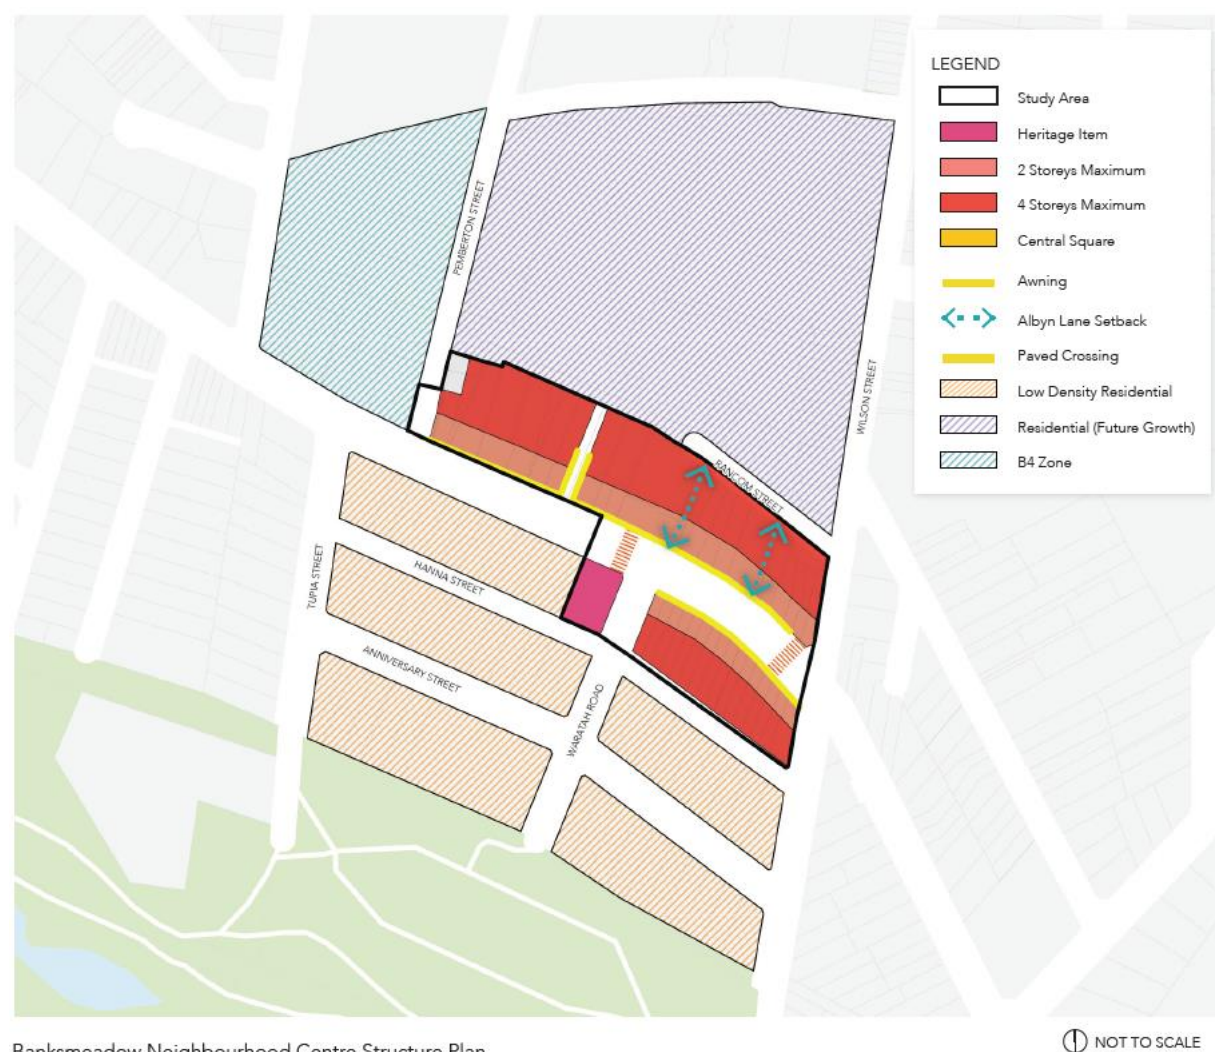 LEGEND
Study Area
Heritage Item
2 Storeys Maximum
4 Storeys Maximum
Central Square
Awning
Albyn Lane Setback
Paved Crossing
Low Density Residential
Residential (Future Growth)
B4 Zone
PEMBERTON STREET
WILSON STREET
RANCOM STREET
TUPIA STREET
HANNA STREET
ANNIVERSARY STREET
WARATAH ROAD
Banksmeadow Neighbourhood Centre Structure Plan
NOT TO SCALE